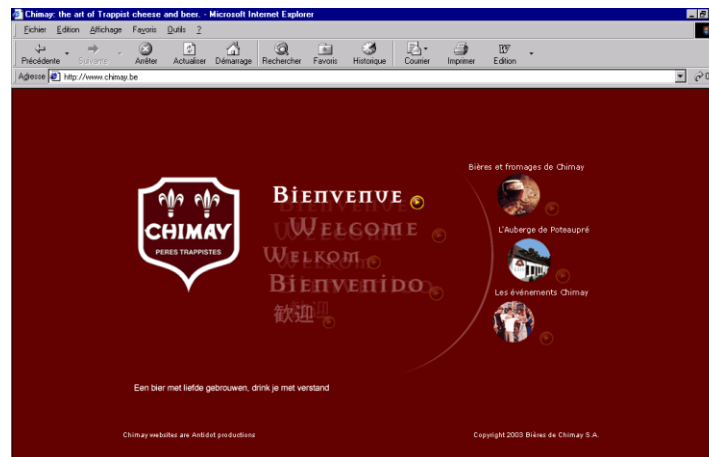 Chimay: the art of Trappist cheese and beer. - Microsoft Internet Explorer
Fichier Edition Affichage Favoris Outils ?
Précédente Suivante Arrêter Actualiser Démarrage Rechercher Favoris Historique Courrier Imprimer Edition
Adresse http://www.chimay.be
Bières et fromages de Chimay
Bienvenue
CHIMAY
PERES TRAPPISTES
Welcome
L'Auberge de Poteaupré
Welkom
Bienvenido
Les événements Chimay
歓迎
Een bier met liefde gebrouwen, drink je met verstand
Chimay websites are Antidot productions
Copyright 2003 Bières de Chimay S.A.